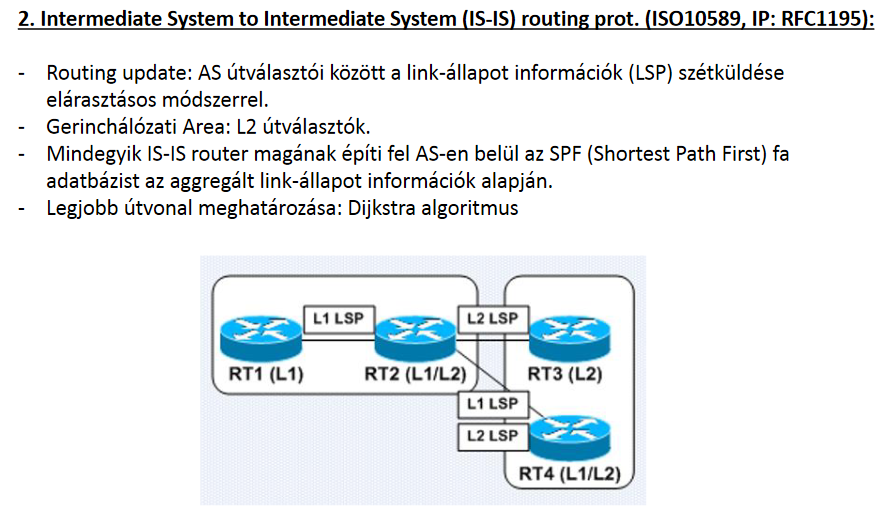 2. Intermediate System to Intermediate System (IS-IS) routing prot. (ISO10589, IP: RFC1195):
- Routing update: AS útválasztói között a link-állapot információk (LSP) szétküldése
elárasztásos módszerrel.
- Gerinchálózati Area: L2 útválasztók.
- Mindegyik IS-IS router magának építi fel AS-en belül az SPF (Shortest Path First) fa
adatbázist az aggregált link-állapot információk alapján.
- Legjobb útvonal meghatározása: Dijkstra algoritmus
L1 LSP
L2 LSP
RT1 (L1)
RT2 (L1/L2)
RT3 (L2)
L1 LSP
L2 LSP
RT4 (L1/L2)